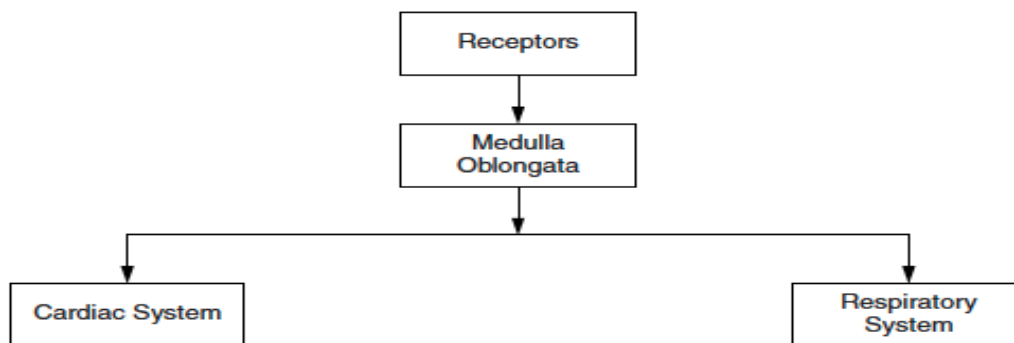 Receptors
Medulla
Oblongata
Cardiac System
Respiratory
System